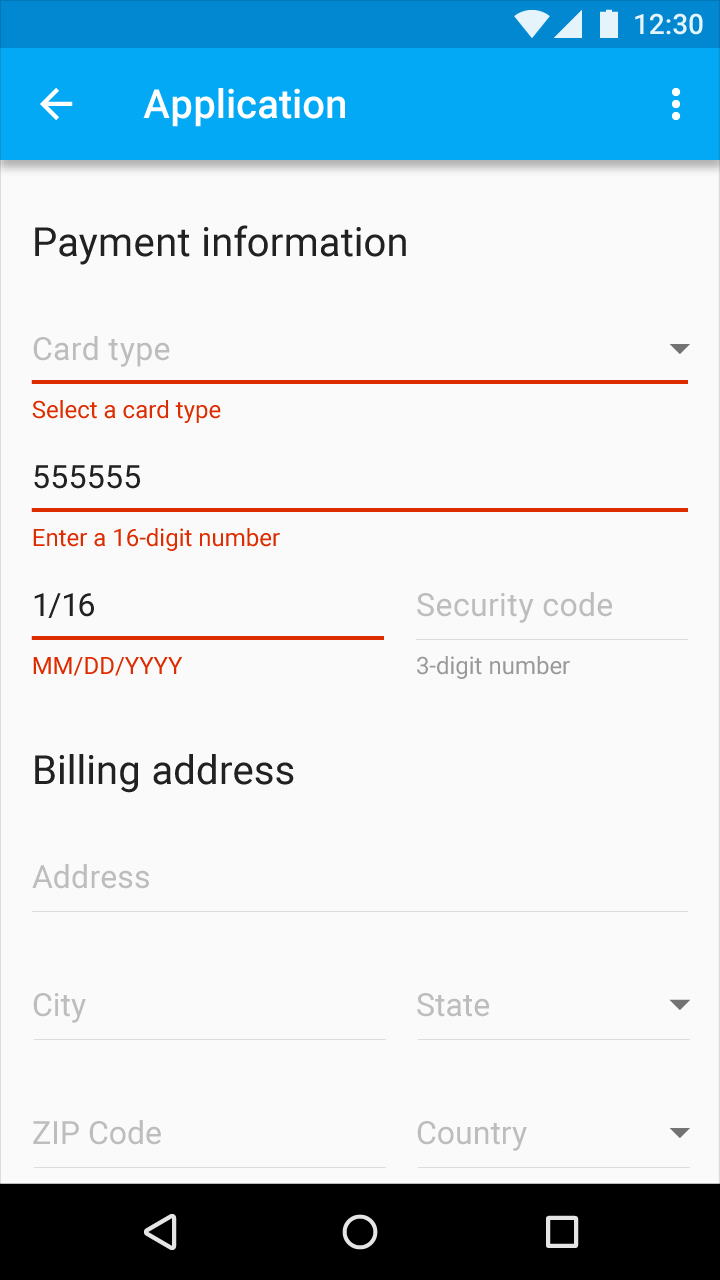 12:30
Application
Payment information
Card type
Select a card type
555555
Enter a 16-digit number
1/16 Security code
MM/DD/YYYY 3-digit number
Billing address
Address
City State
ZIP Code Country